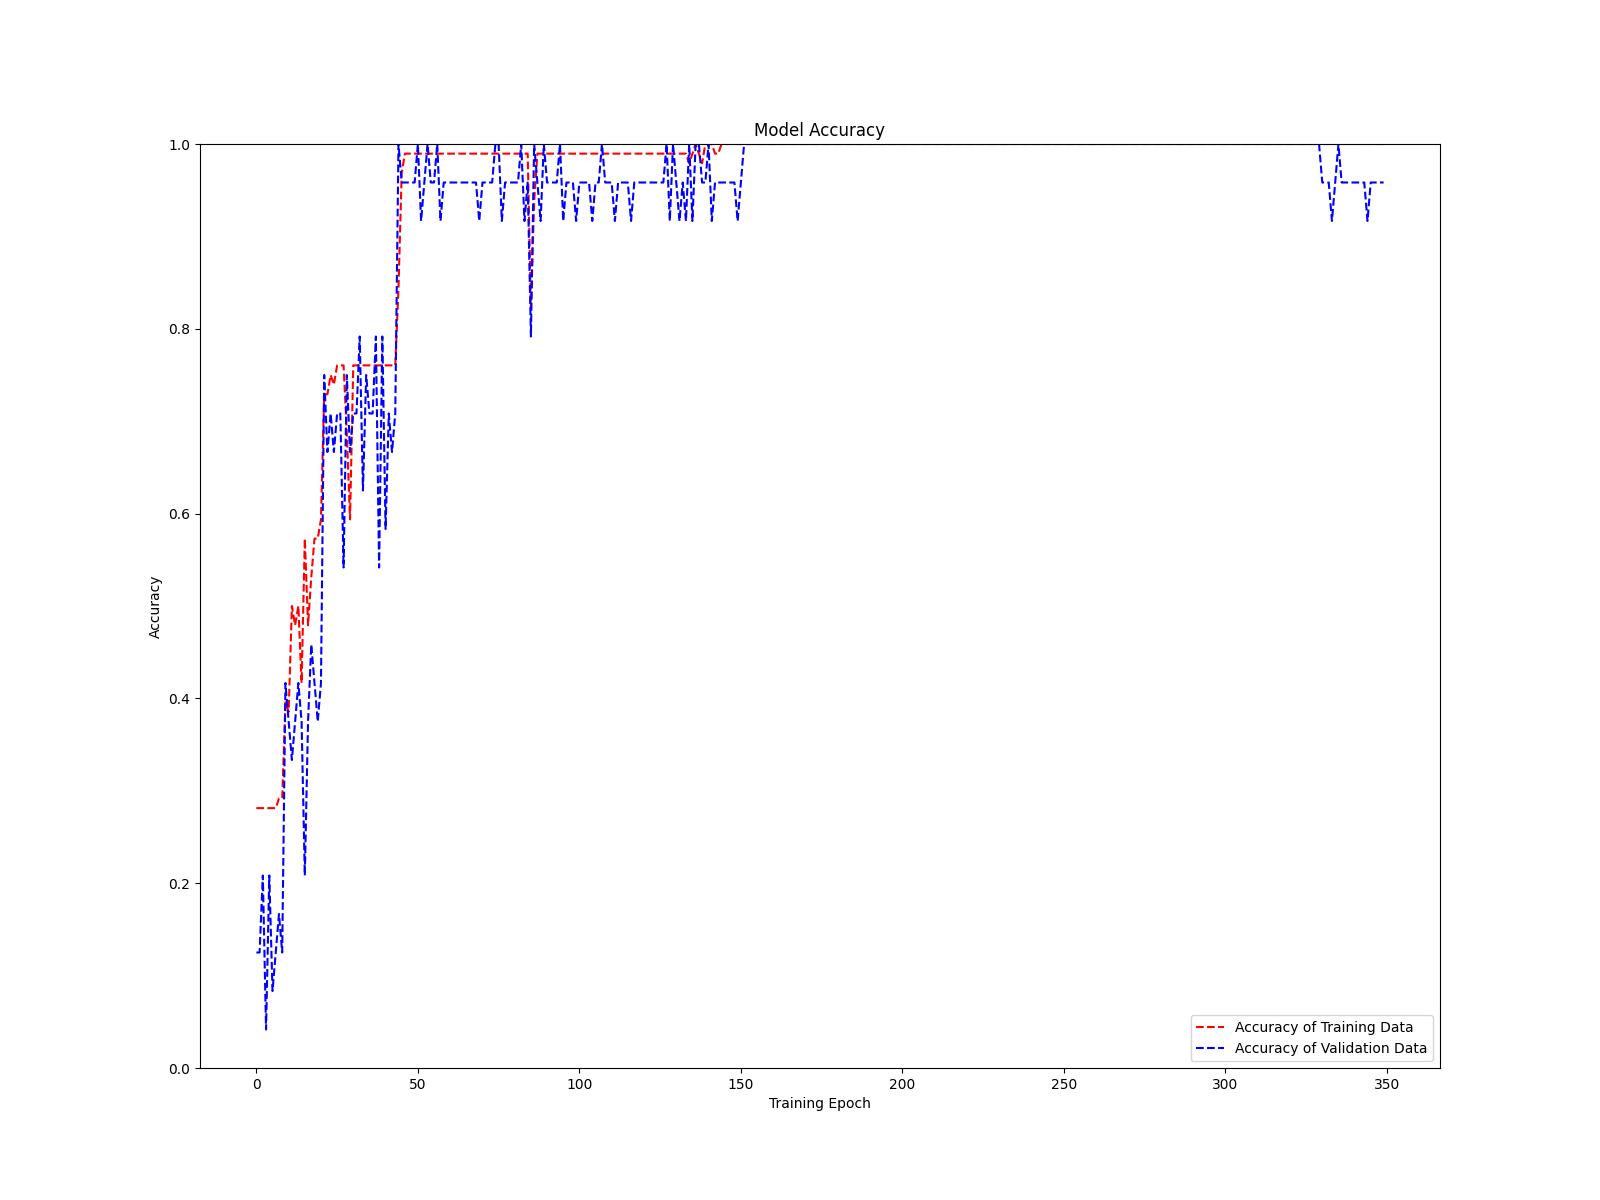 Model Accuracy
1.0
0.8
0.6
0.4
0.2
0.0
Accuracy
0 50 100 150 200 250 300 350
Training Epoch
Accuracy of Training Data
Accuracy of Validation Data